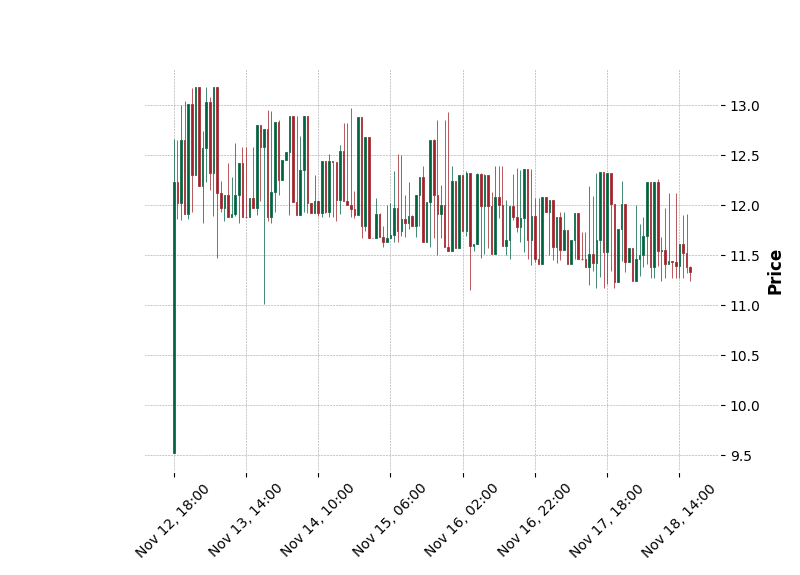 13.0
12.5
12.0
11.5
11.0
10.5
10.0
9.5
Price
Nov 12, 18:00
Nov 13, 14:00
Nov 14, 10:00
Nov 15, 06:00
Nov 16, 02:00
Nov 16, 22:00
Nov 17, 18:00
Nov 18, 14:00